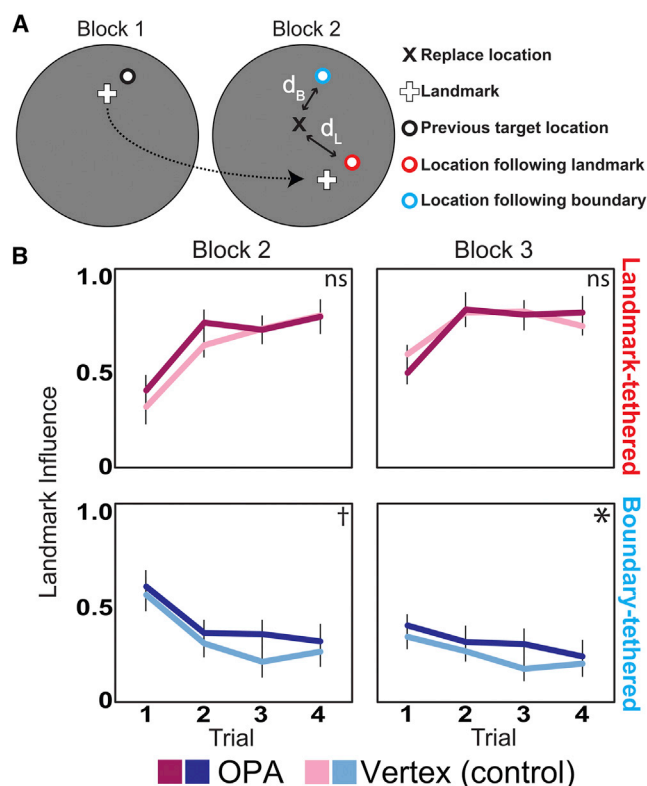 A
Block 1
Block 2
d_B
X
d_L
X Replace location
Landmark
Previous target location
Location following landmark
Location following boundary
B
Block 2
Block 3
Landmark Influence
1.0
0.5
0
ns
ns
Landmark-tethered
1.0
0.5
0
†
*
Boundary-tethered
1 2 3 4
1 2 3 4
Trial
Trial
OPA
Vertex (control)